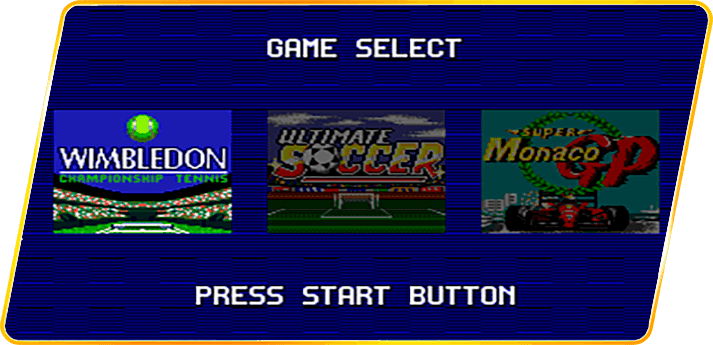 GAME SELECT
WIMBLEDON
CHAMPIONSHIP TENNIS
ULTIMATE
SOCCER
SUPER
Monaco GP
PRESS START BUTTON